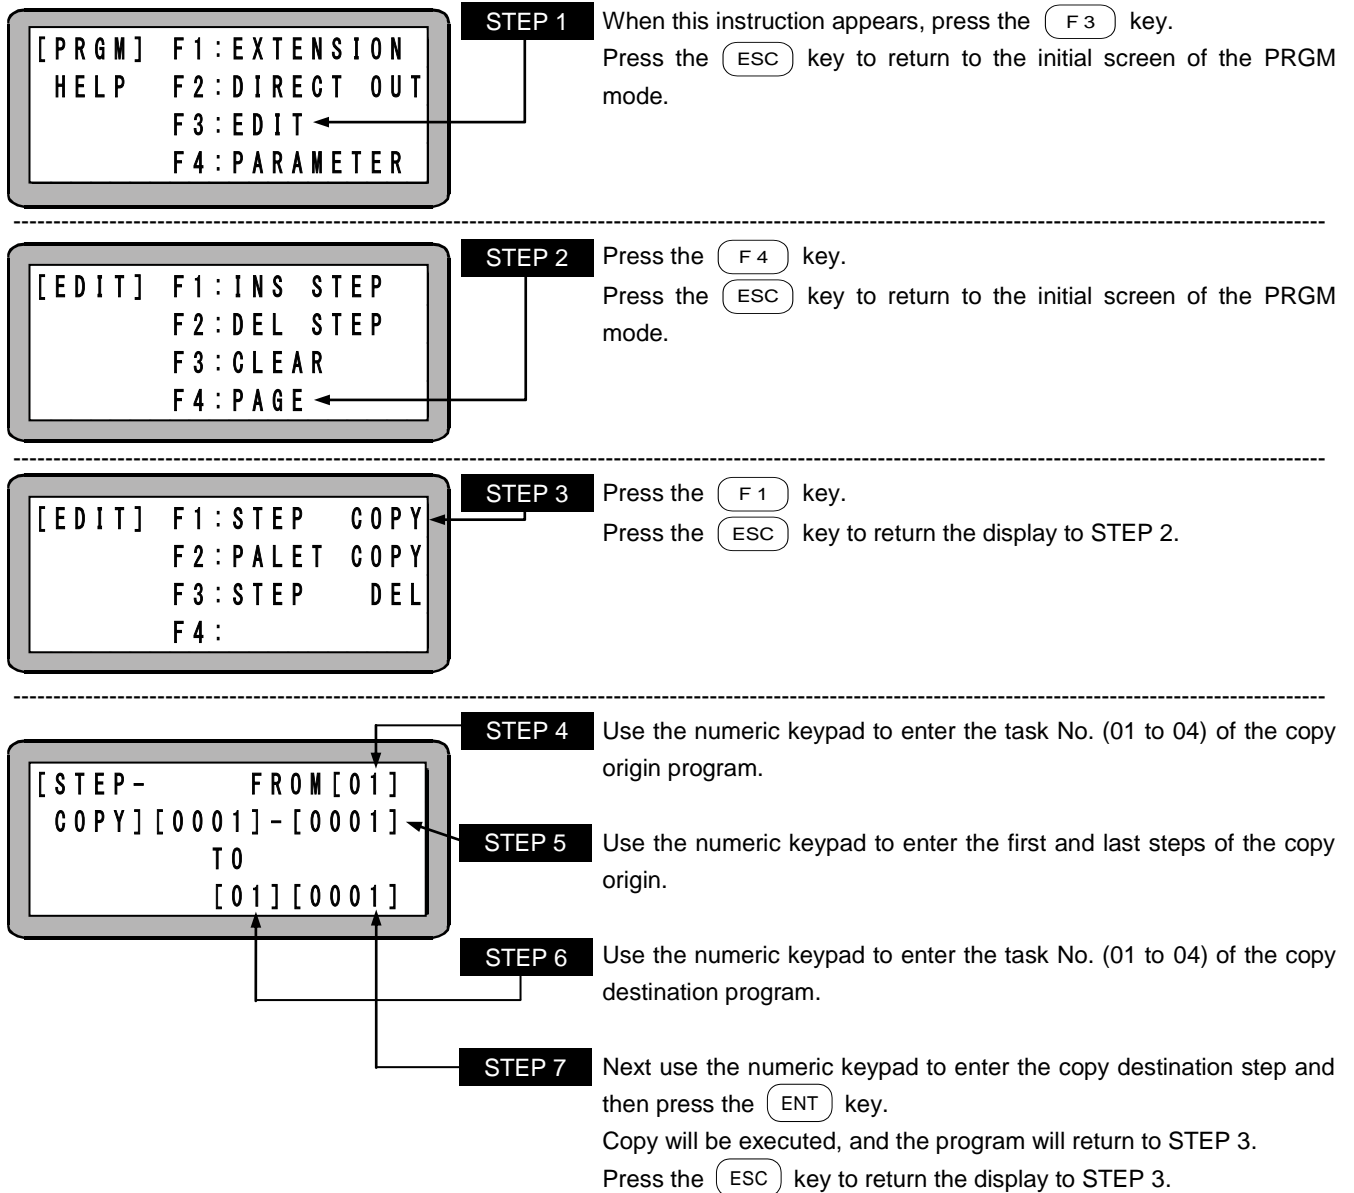 [PRGM] F1:EXTENSION
HELP F2:DIRECT OUT
F3:EDIT
F4:PARAMETER
STEP 1
When this instruction appears, press the F3 key.
Press the ESC key to return to the initial screen of the PRGM
mode.
[EDIT] F1:INS STEP
F2:DEL STEP
F3:CLEAR
F4:PAGE
STEP 2
Press the F4 key.
Press the ESC key to return to the initial screen of the PRGM
mode.
[EDIT] F1:STEP COPY
F2:PALET COPY
F3:STEP DEL
F4:
STEP 3
Press the F1 key.
Press the ESC key to return the display to STEP 2.
[STEP- FROM[01]
COPY][0001]-[0001]
TO
[01][0001]
STEP 4
Use the numeric keypad to enter the task No. (01 to 04) of the copy
origin program.
STEP 5
Use the numeric keypad to enter the first and last steps of the copy
origin.
STEP 6
Use the numeric keypad to enter the task No. (01 to 04) of the copy
destination program.
STEP 7
Next use the numeric keypad to enter the copy destination step and
then press the ENT key.
Copy will be executed, and the program will return to STEP 3.
Press the ESC key to return the display to STEP 3.